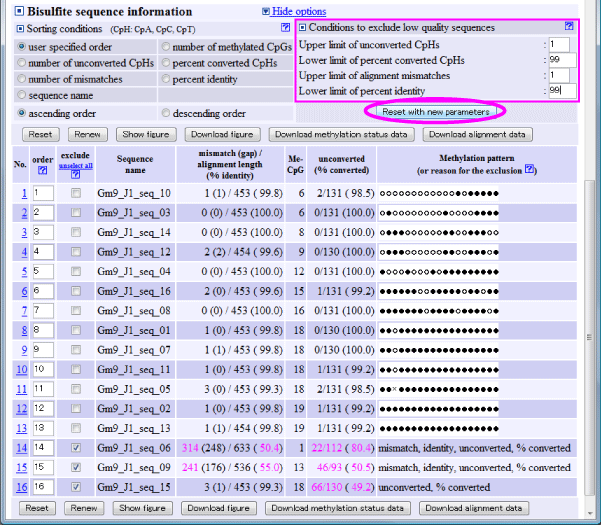 Bisulfite sequence information
Hide options
Sorting conditions (CpH: CpA, CpC, CpT) ?
user specified order
number of methylated CpGs
number of unconverted CpHs
percent converted CpHs
number of mismatches
percent identity
sequence name
ascending order
descending order
Conditions to exclude low quality sequences ?
Upper limit of unconverted CpHs : 1
Lower limit of percent converted CpHs : 99
Upper limit of alignment mismatches : 1
Lower limit of percent identity : 99
Reset with new parameters
Reset Renew Show figure Download figure Download methylation status data Download alignment data
No. order ? exclude unselect all ? Sequence name mismatch (gap) / alignment length (% identity) Me-CpG unconverted (% converted) Methylation pattern (or reason for the exclusion ?)
1 1 Gm9_J1_seq_10 1 (1) / 453 ( 99.8) 6 2/131 ( 98.5)
2 2 Gm9_J1_seq_03 0 (0) / 453 (100.0) 6 0/131 (100.0)
3 3 Gm9_J1_seq_14 0 (0) / 453 (100.0) 8 0/131 (100.0)
4 4 Gm9_J1_seq_12 2 (2) / 454 ( 99.6) 9 0/130 (100.0)
5 5 Gm9_J1_seq_04 0 (0) / 453 (100.0) 12 0/131 (100.0)
6 6 Gm9_J1_seq_16 2 (0) / 453 ( 99.6) 15 1/131 ( 99.2)
7 7 Gm9_J1_seq_08 0 (0) / 453 (100.0) 16 0/131 (100.0)
8 8 Gm9_J1_seq_01 1 (0) / 453 ( 99.8) 18 0/130 (100.0)
9 9 Gm9_J1_seq_07 1 (1) / 453 ( 99.8) 18 0/130 (100.0)
10 10 Gm9_J1_seq_11 1 (0) / 453 ( 99.8) 18 1/131 ( 99.2)
11 11 Gm9_J1_seq_05 3 (0) / 453 ( 99.3) 18 2/131 ( 98.5)
12 12 Gm9_J1_seq_02 1 (0) / 453 ( 99.8) 19 1/131 ( 99.2)
13 13 Gm9_J1_seq_13 1 (1) / 454 ( 99.8) 19 1/131 ( 99.2)
14 14 Gm9_J1_seq_06 314 (248) / 633 ( 50.4) 1 22/112 ( 80.4) mismatch, identity, unconverted, % converted
15 15 Gm9_J1_seq_09 241 (176) / 536 ( 55.0) 13 46/93 ( 50.5) mismatch, identity, unconverted, % converted
16 16 Gm9_J1_seq_15 3 (1) / 453 ( 99.3) 18 66/130 ( 49.2) unconverted, % converted
Reset Renew Show figure Download figure Download methylation status data Download alignment data